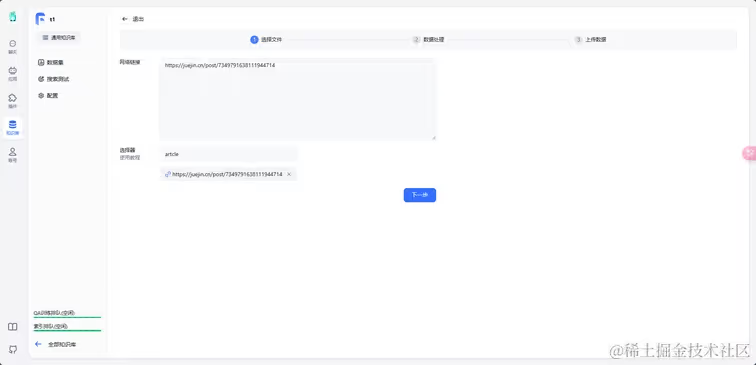 t1
通用知识库
数据集
搜索测试
配置
聊天
应用
插件
知识库
账号
QA训练排队(空闲)
索引排队(空闲)
全部知识库
退出
1 选择文件
2 数据处理
3 上传数据
网络链接
https://juejin.cn/post/7349791638111944714
选择器
使用教程
article
https://juejin.cn/post/7349791638111944714
下一步
@稀土掘金技术社区